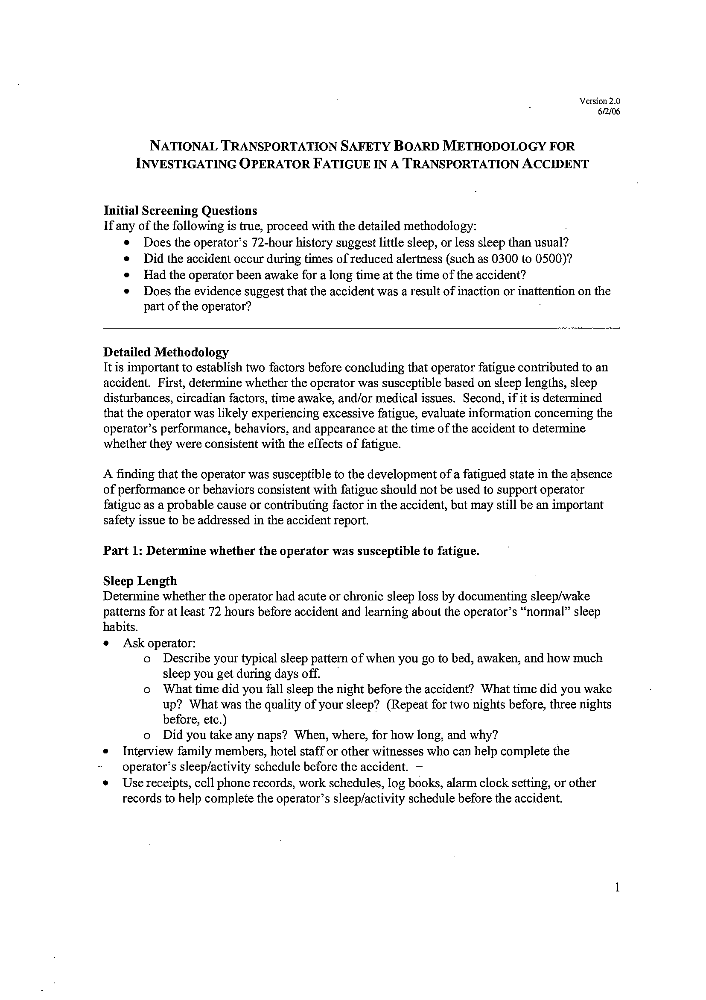 Version 2.0
6/2/06
NATIONAL TRANSPORTATION SAFETY BOARD METHODOLOGY FOR
INVESTIGATING OPERATOR FATIGUE IN A TRANSPORTATION ACCIDENT
Initial Screening Questions
If any of the following is true, proceed with the detailed methodology:
• Does the operator's 72-hour history suggest little sleep, or less sleep than usual?
• Did the accident occur during times of reduced alertness (such as 0300 to 0500)?
• Had the operator been awake for a long time at the time of the accident?
• Does the evidence suggest that the accident was a result of inaction or inattention on the
part of the operator?
Detailed Methodology
It is important to establish two factors before concluding that operator fatigue contributed to an
accident. First, determine whether the operator was susceptible based on sleep lengths, sleep
disturbances, circadian factors, time awake, and/or medical issues. Second, if it is determined
that the operator was likely experiencing excessive fatigue, evaluate information concerning the
operator's performance, behaviors, and appearance at the time of the accident to determine
whether they were consistent with the effects of fatigue.
A finding that the operator was susceptible to the development of a fatigued state in the absence
of performance or behaviors consistent with fatigue should not be used to support operator
fatigue as a probable cause or contributing factor in the accident, but may still be an important
safety issue to be addressed in the accident report.
Part 1: Determine whether the operator was susceptible to fatigue.
Sleep Length
Determine whether the operator had acute or chronic sleep loss by documenting sleep/wake
patterns for at least 72 hours before accident and learning about the operator's “normal” sleep
habits.
• Ask operator:
o Describe your typical sleep pattern of when you go to bed, awaken, and how much
sleep you get during days off.
o What time did you fall sleep the night before the accident? What time did you wake
up? What was the quality of your sleep? (Repeat for two nights before, three nights
before, etc.)
o Did you take any naps? When, where, for how long, and why?
• Interview family members, hotel staff or other witnesses who can help complete the
operator's sleep/activity schedule before the accident.
• Use receipts, cell phone records, work schedules, log books, alarm clock setting, or other
records to help complete the operator's sleep/activity schedule before the accident.
1